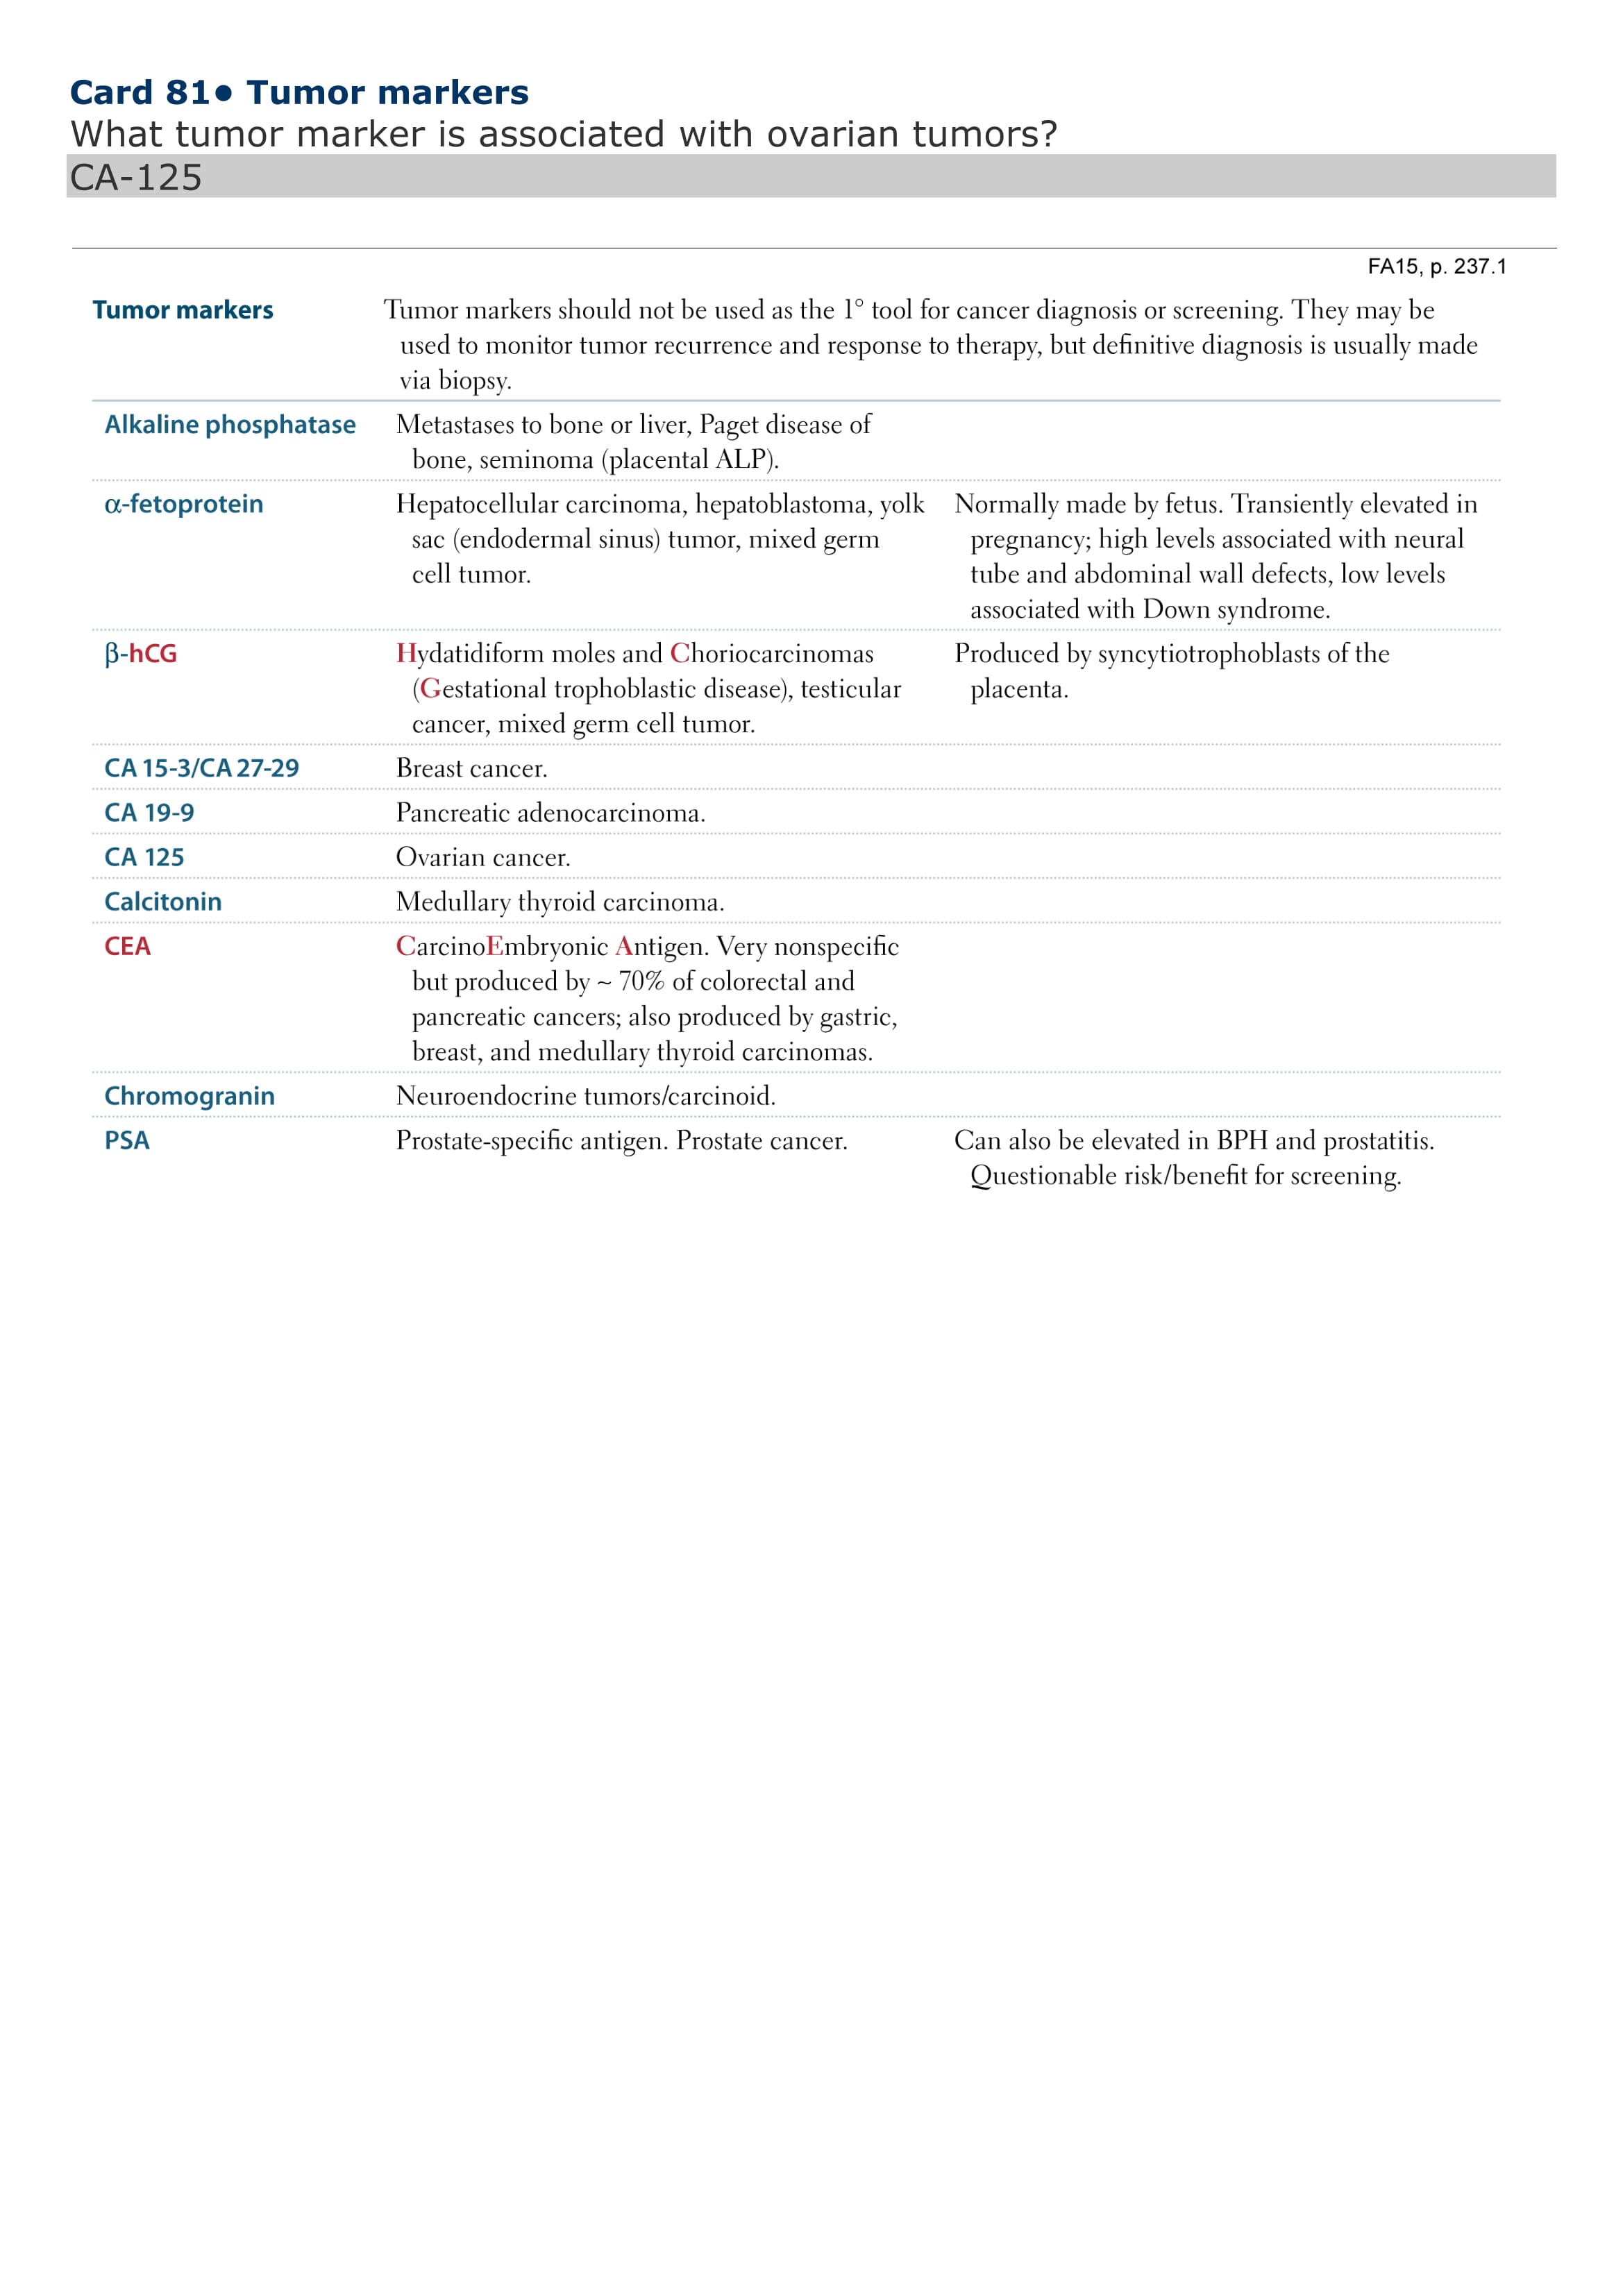 Card 81● Tumor markers
What tumor marker is associated with ovarian tumors?
CA-125
FA15, p. 237.1
Tumor markers Tumor markers should not be used as the 1° tool for cancer diagnosis or screening. They may be
used to monitor tumor recurrence and response to therapy, but definitive diagnosis is usually made
via biopsy.
Alkaline phosphatase Metastases to bone or liver, Paget disease of
bone, seminoma (placental ALP).
α-fetoprotein Hepatocellular carcinoma, hepatoblastoma, yolk Normally made by fetus. Transiently elevated in
sac (endodermal sinus) tumor, mixed germ pregnancy; high levels associated with neural
cell tumor. tube and abdominal wall defects, low levels
associated with Down syndrome.
β-hCG Hydatidiform moles and Choriocarcinomas Produced by syncytiotrophoblasts of the
(Gestational trophoblastic disease), testicular placenta.
cancer, mixed germ cell tumor.
CA 15-3/CA 27-29 Breast cancer.
CA 19-9 Pancreatic adenocarcinoma.
CA 125 Ovarian cancer.
Calcitonin Medullary thyroid carcinoma.
CEA CarcinoEmbryonic Antigen. Very nonspecific
but produced by ~ 70% of colorectal and
pancreatic cancers; also produced by gastric,
breast, and medullary thyroid carcinomas.
Chromogranin Neuroendocrine tumors/carcinoid.
PSA Prostate-specific antigen. Prostate cancer. Can also be elevated in BPH and prostatitis.
Questionable risk/benefit for screening.